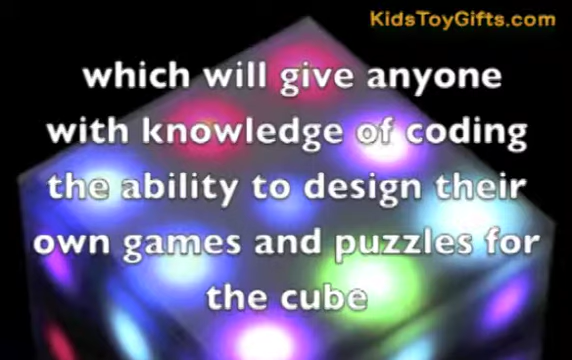 KidsToyGifts.com
which will give anyone
with knowledge of coding
the ability to design their
own games and puzzles for
the cube